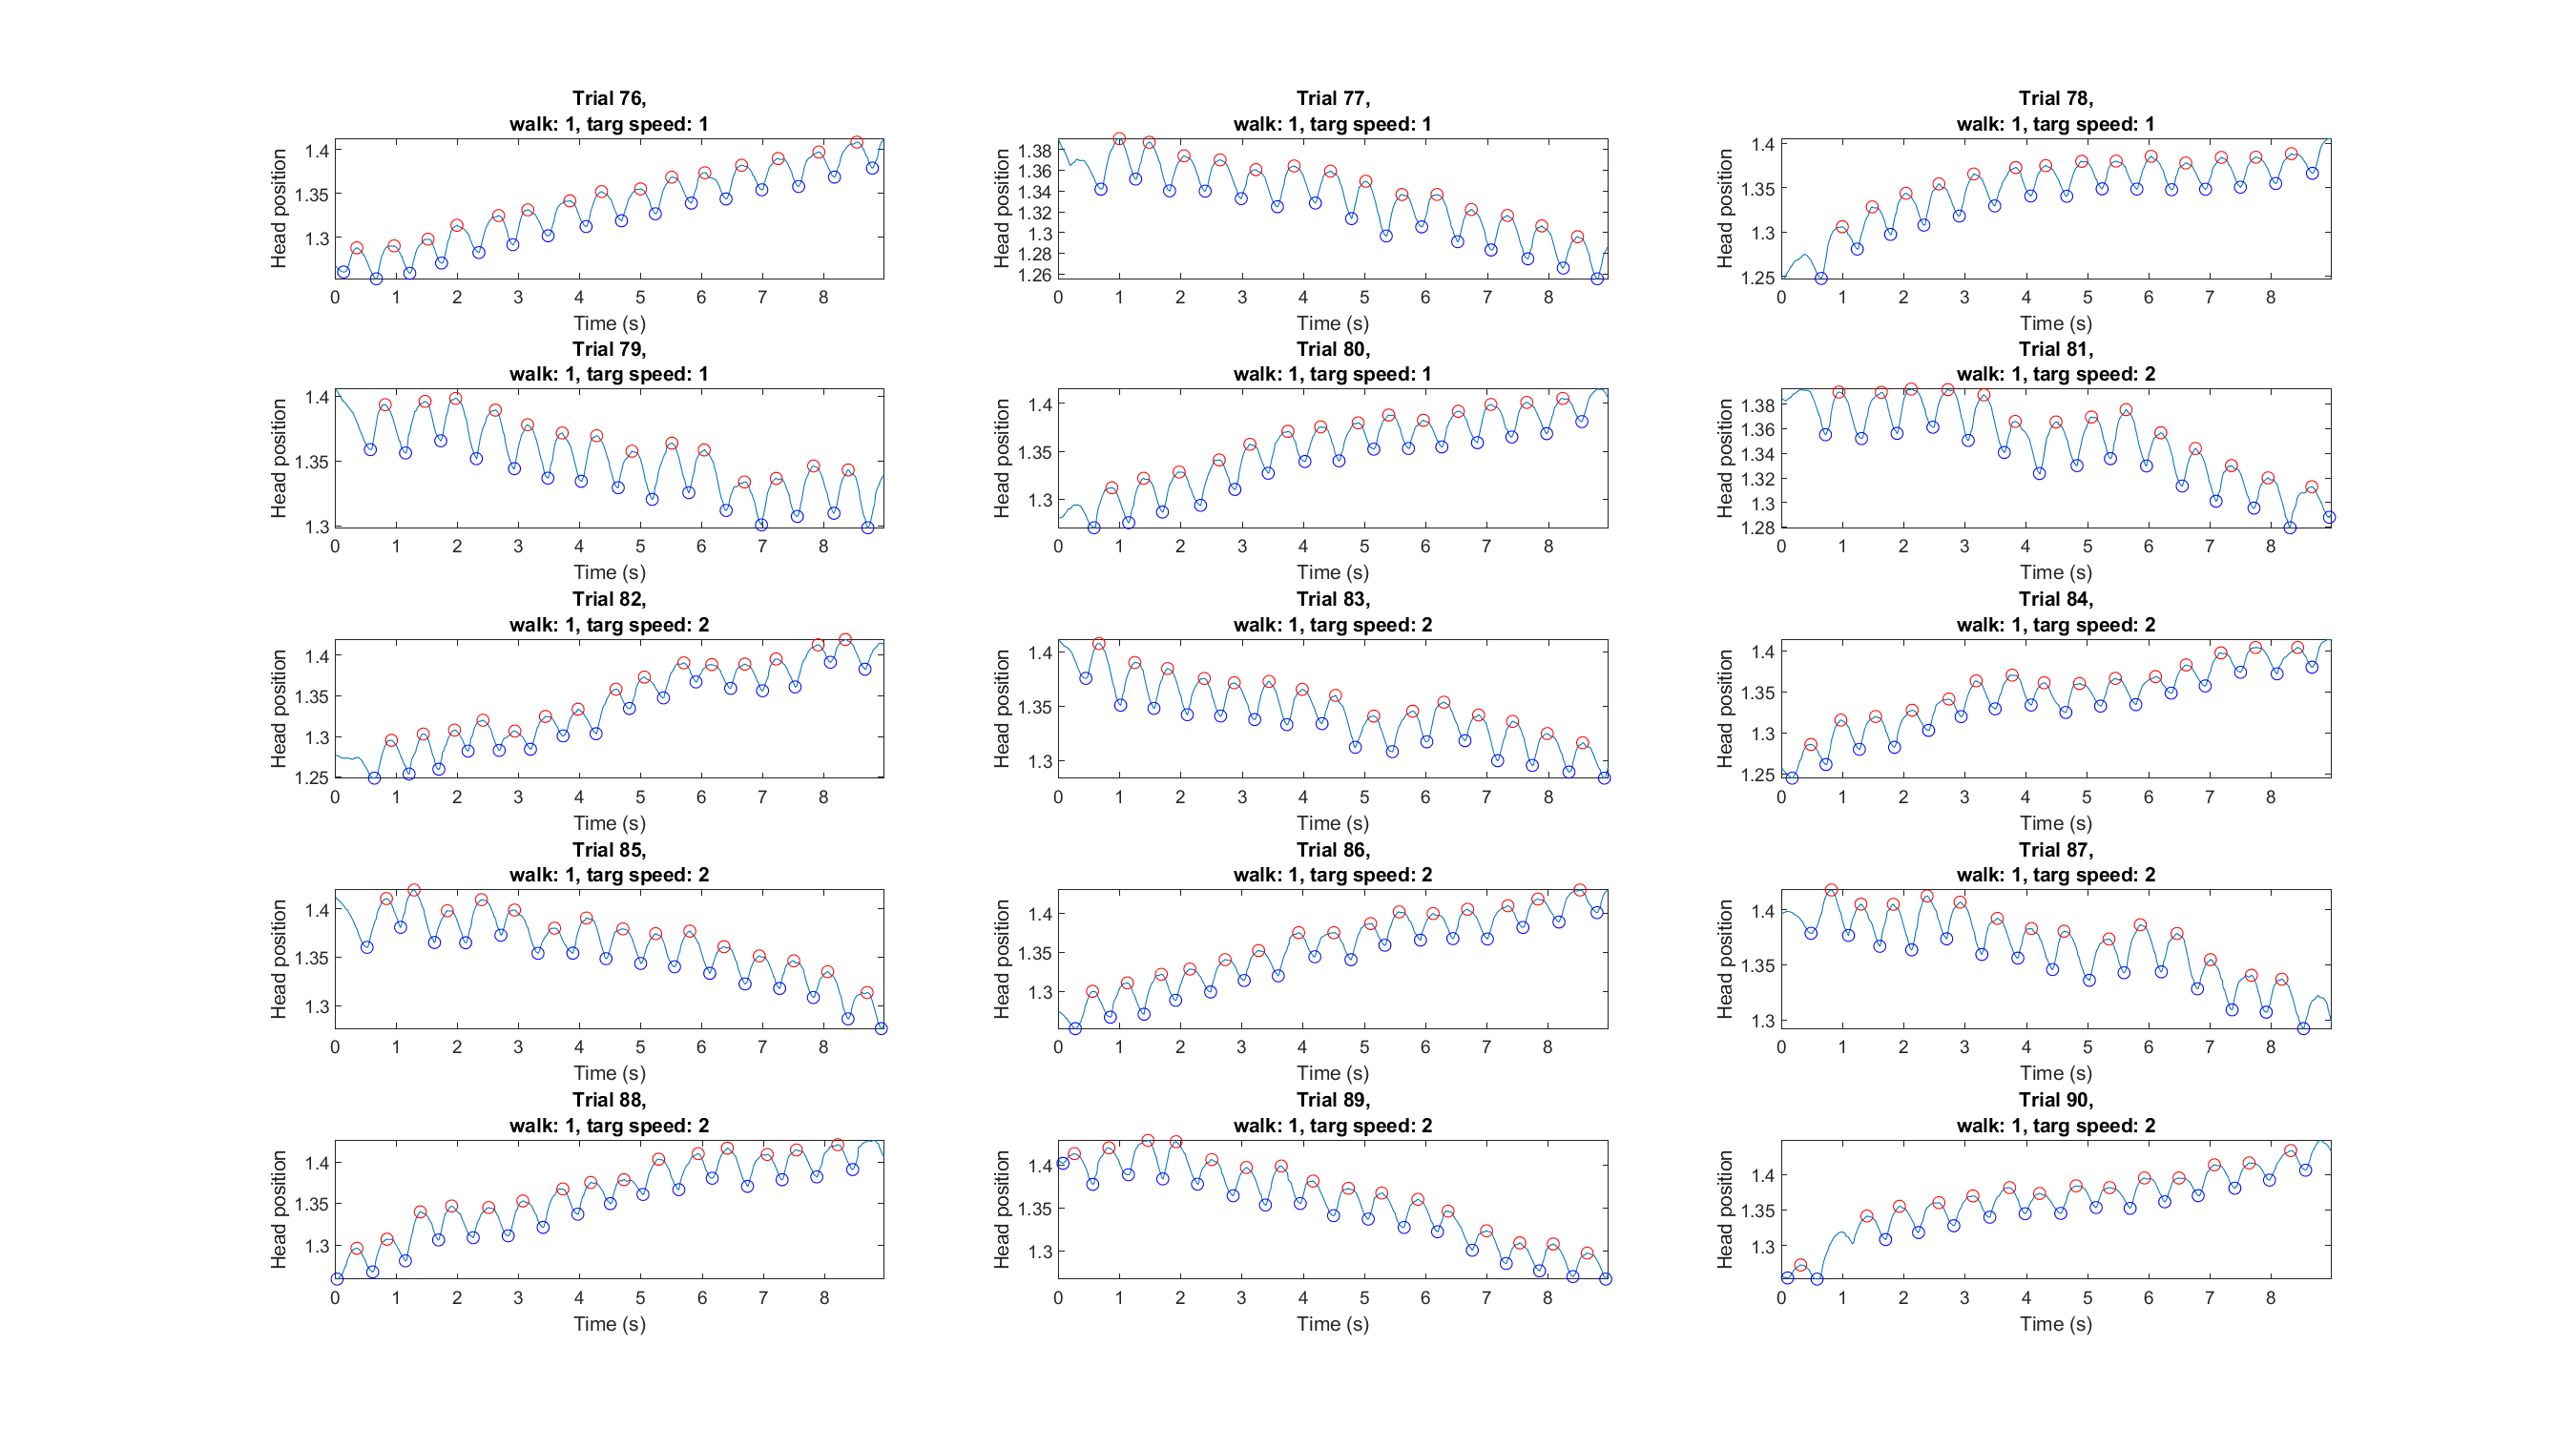 Trial 76,
walk: 1, targ speed: 1
Head position
1.4
1.35
1.3
0 1 2 3 4 5 6 7 8
Time (s)
Trial 77,
walk: 1, targ speed: 1
Head position
1.38
1.36
1.34
1.32
1.3
1.28
1.26
0 1 2 3 4 5 6 7 8
Time (s)
Trial 78,
walk: 1, targ speed: 1
Head position
1.4
1.35
1.3
1.25
0 1 2 3 4 5 6 7 8
Time (s)
Trial 79,
walk: 1, targ speed: 1
Head position
1.4
1.35
1.3
0 1 2 3 4 5 6 7 8
Time (s)
Trial 80,
walk: 1, targ speed: 1
Head position
1.4
1.35
1.3
0 1 2 3 4 5 6 7 8
Time (s)
Trial 81,
walk: 1, targ speed: 2
Head position
1.38
1.36
1.34
1.32
1.3
1.28
0 1 2 3 4 5 6 7 8
Time (s)
Trial 82,
walk: 1, targ speed: 2
Head position
1.4
1.35
1.3
1.25
0 1 2 3 4 5 6 7 8
Time (s)
Trial 83,
walk: 1, targ speed: 2
Head position
1.4
1.35
1.3
0 1 2 3 4 5 6 7 8
Time (s)
Trial 84,
walk: 1, targ speed: 2
Head position
1.4
1.35
1.3
1.25
0 1 2 3 4 5 6 7 8
Time (s)
Trial 85,
walk: 1, targ speed: 2
Head position
1.4
1.35
1.3
0 1 2 3 4 5 6 7 8
Time (s)
Trial 86,
walk: 1, targ speed: 2
Head position
1.4
1.35
1.3
0 1 2 3 4 5 6 7 8
Time (s)
Trial 87,
walk: 1, targ speed: 2
Head position
1.4
1.35
1.3
0 1 2 3 4 5 6 7 8
Time (s)
Trial 88,
walk: 1, targ speed: 2
Head position
1.4
1.35
1.3
0 1 2 3 4 5 6 7 8
Time (s)
Trial 89,
walk: 1, targ speed: 2
Head position
1.4
1.35
1.3
0 1 2 3 4 5 6 7 8
Time (s)
Trial 90,
walk: 1, targ speed: 2
Head position
1.4
1.35
1.3
0 1 2 3 4 5 6 7 8
Time (s)